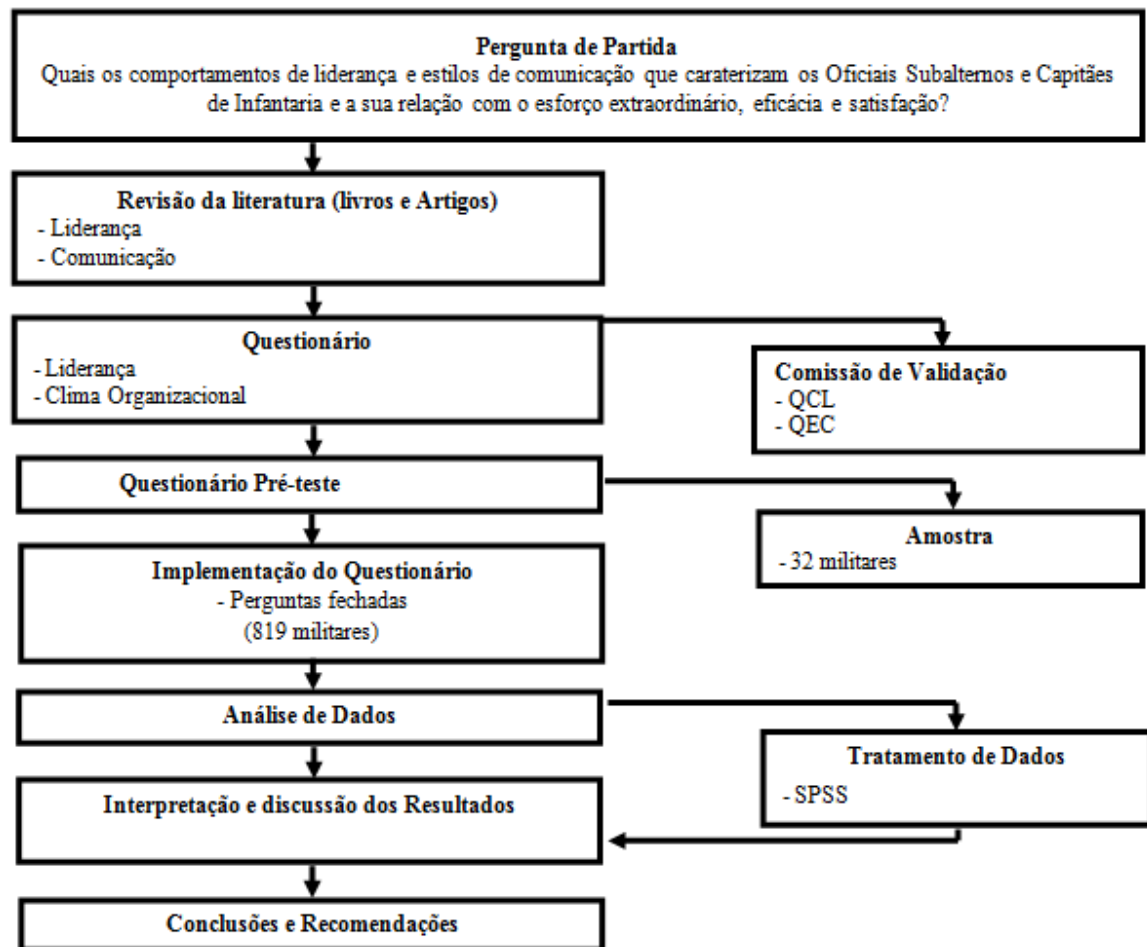 Pergunta de Partida
Quais os comportamentos de liderança e estilos de comunicação que caraterizam os Oficiais Subalternos e Capitães
de Infantaria e a sua relação com o esforço extraordinário, eficácia e satisfação?
Revisão da literatura (livros e Artigos)
- Liderança
- Comunicação
Questionário
- Liderança
- Clima Organizacional
Comissão de Validação
- QCL
- QEC
Questionário Pré-teste
Amostra
- 32 militares
Implementação do Questionário
- Perguntas fechadas
(819 militares)
Análise de Dados
Tratamento de Dados
- SPSS
Interpretação e discussão dos Resultados
Conclusões e Recomendações